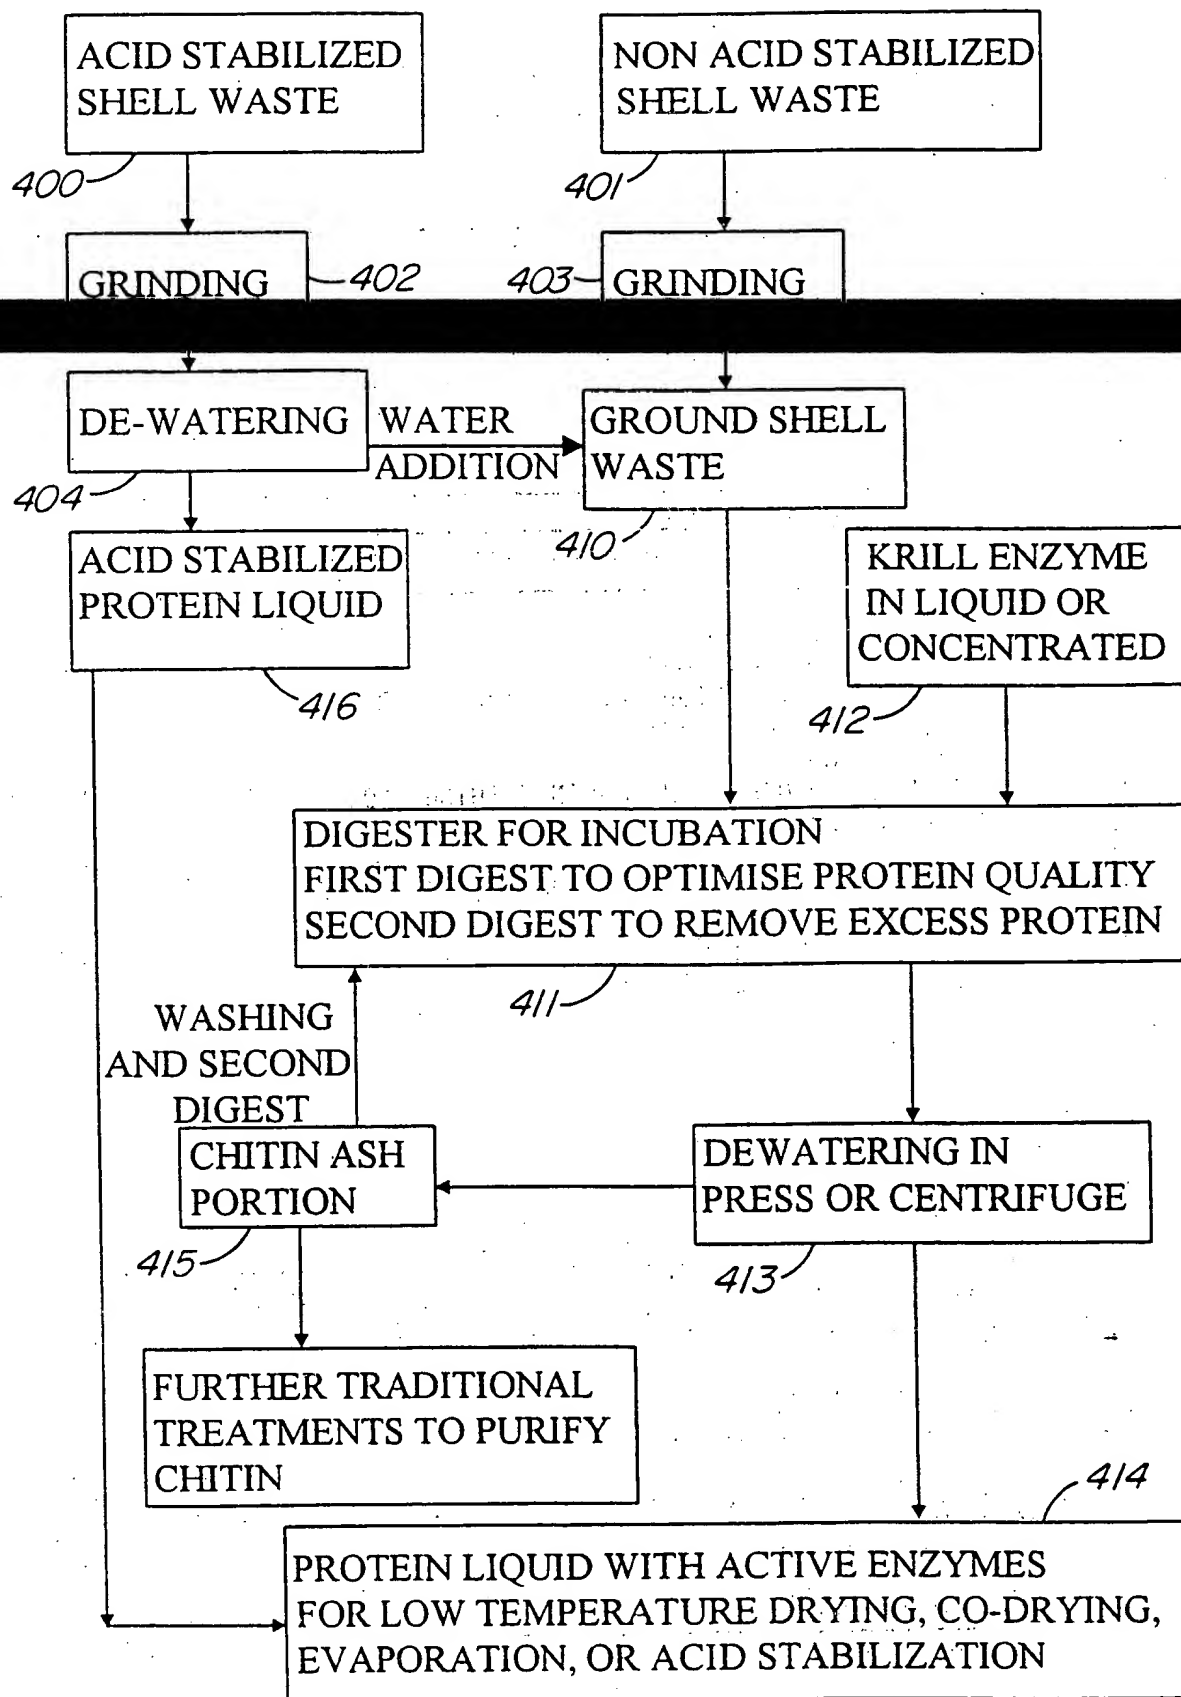 ACID STABILIZED
SHELL WASTE
400
NON ACID STABILIZED
SHELL WASTE
401
GRINDING
402
403
GRINDING
DE-WATERING
404
WATER
ADDITION
GROUND SHELL
WASTE
410
ACID STABILIZED
PROTEIN LIQUID
416
KRILL ENZYME
IN LIQUID OR
CONCENTRATED
412
DIGESTER FOR INCUBATION
FIRST DIGEST TO OPTIMISE PROTEIN QUALITY
SECOND DIGEST TO REMOVE EXCESS PROTEIN
411
WASHING
AND SECOND
DIGEST
CHITIN ASH
PORTION
415
DEWATERING IN
PRESS OR CENTRIFUGE
413
FURTHER TRADITIONAL
TREATMENTS TO PURIFY
CHITIN
414
PROTEIN LIQUID WITH ACTIVE ENZYMES
FOR LOW TEMPERATURE DRYING, CO-DRYING,
EVAPORATION, OR ACID STABILIZATION